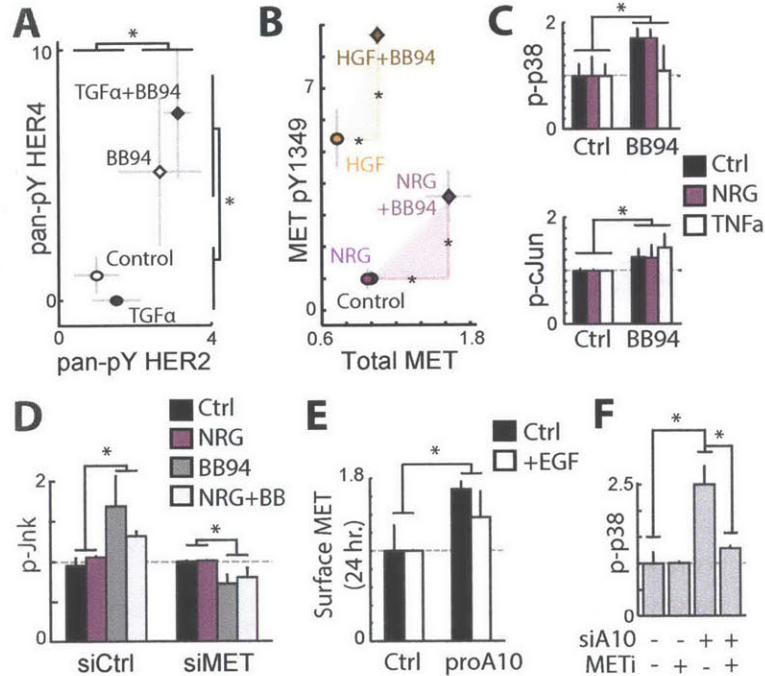 A
*
10
TGFα+BB94
BB94
*
Control
0
TGFα
0
4
pan-pY HER4
pan-pY HER2
B
HGF+BB94
7
*
*
HGF
NRG
+BB94
*
NRG
*
Control
0
0.6
1.8
MET pY1349
Total MET
C
*
2
p-p38
0
Ctrl
BB94
Ctrl
NRG
TNFa
*
2
p-cJun
0
Ctrl
BB94
D
Ctrl
NRG
BB94
NRG+BB
*
2
*
p-Jnk
0
siCtrl
siMET
E
Ctrl
+EGF
*
1.8
Surface MET
(24 hr.)
0
Ctrl
proA10
F
*
*
2.5
p-p38
0
siA10 - - + +
METi - + - +